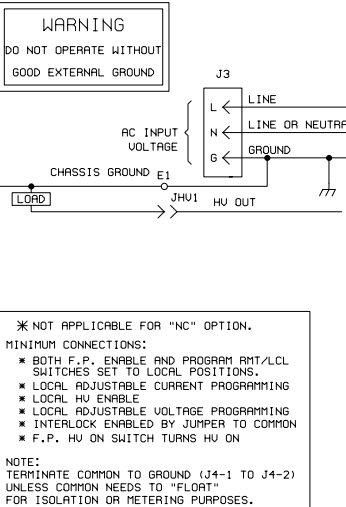 WARNING
DO NOT OPERATE WITHOUT
GOOD EXTERNAL GROUND
J3
L
LINE
AC INPUT
VOLTAGE
N
LINE OR NEUTRA
G
GROUND
CHASSIS GROUND
E1
LOAD
JHV1
HV OUT
* NOT APPLICABLE FOR "NC" OPTION.
MINIMUM CONNECTIONS:
* BOTH F.P. ENABLE AND PROGRAM RMT/LCL
SWITCHES SET TO LOCAL POSITIONS.
* LOCAL ADJUSTABLE CURRENT PROGRAMMING
* LOCAL HV ENABLE
* LOCAL ADJUSTABLE VOLTAGE PROGRAMMING
* INTERLOCK ENABLED BY JUMPER TO COMMON
* F.P. HV ON SWITCH TURNS HV ON
NOTE:
TERMINATE COMMON TO GROUND (J4-1 TO J4-2)
UNLESS COMMON NEEDS TO "FLOAT"
FOR ISOLATION OR METERING PURPOSES.